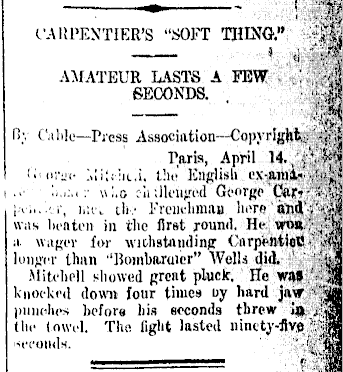 CARPENTIER'S "SOFT THING."
AMATEUR LASTS A FEW
SECONDS.
By Cable—Press Association—Copyright
Paris, April 14.
George Mitchell, the English ex-ama-
who challenged George Car-
pentier, met the Frenchman here and
was beaten in the first round. He won
a wager for withstanding Carpentier
longer than "Bombardier" Wells did.
Mitchell showed great pluck. He was
knocked down four times by hard jaw
punches before his seconds threw in
the towel. The fight lasted ninety-five
seconds.